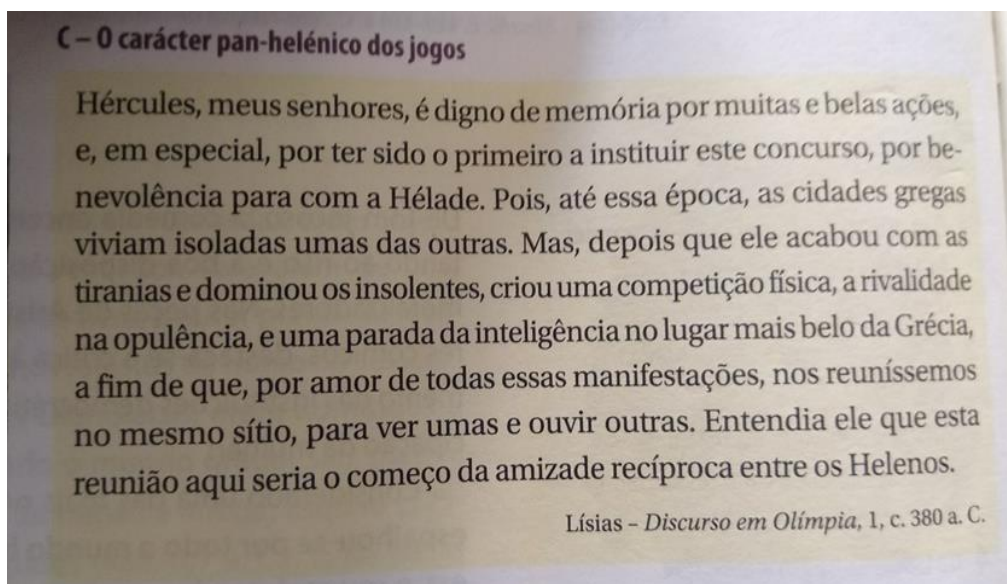 C – O carácter pan-helénico dos jogos
Hércules, meus senhores, é digno de memória por muitas e belas ações,
e, em especial, por ter sido o primeiro a instituir este concurso, por be-
nevolência para com a Hélade. Pois, até essa época, as cidades gregas
viviam isoladas umas das outras. Mas, depois que ele acabou com as
tiranias e dominou os insolentes, criou uma competição física, a rivalidade
na opulência, e uma parada da inteligência no lugar mais belo da Grécia,
a fim de que, por amor de todas essas manifestações, nos reuníssemos
no mesmo sítio, para ver umas e ouvir outras. Entendia ele que esta
reunião aqui seria o começo da amizade recíproca entre os Helenos.
Lísias – Discurso em Olímpia, 1, c. 380 a. C.